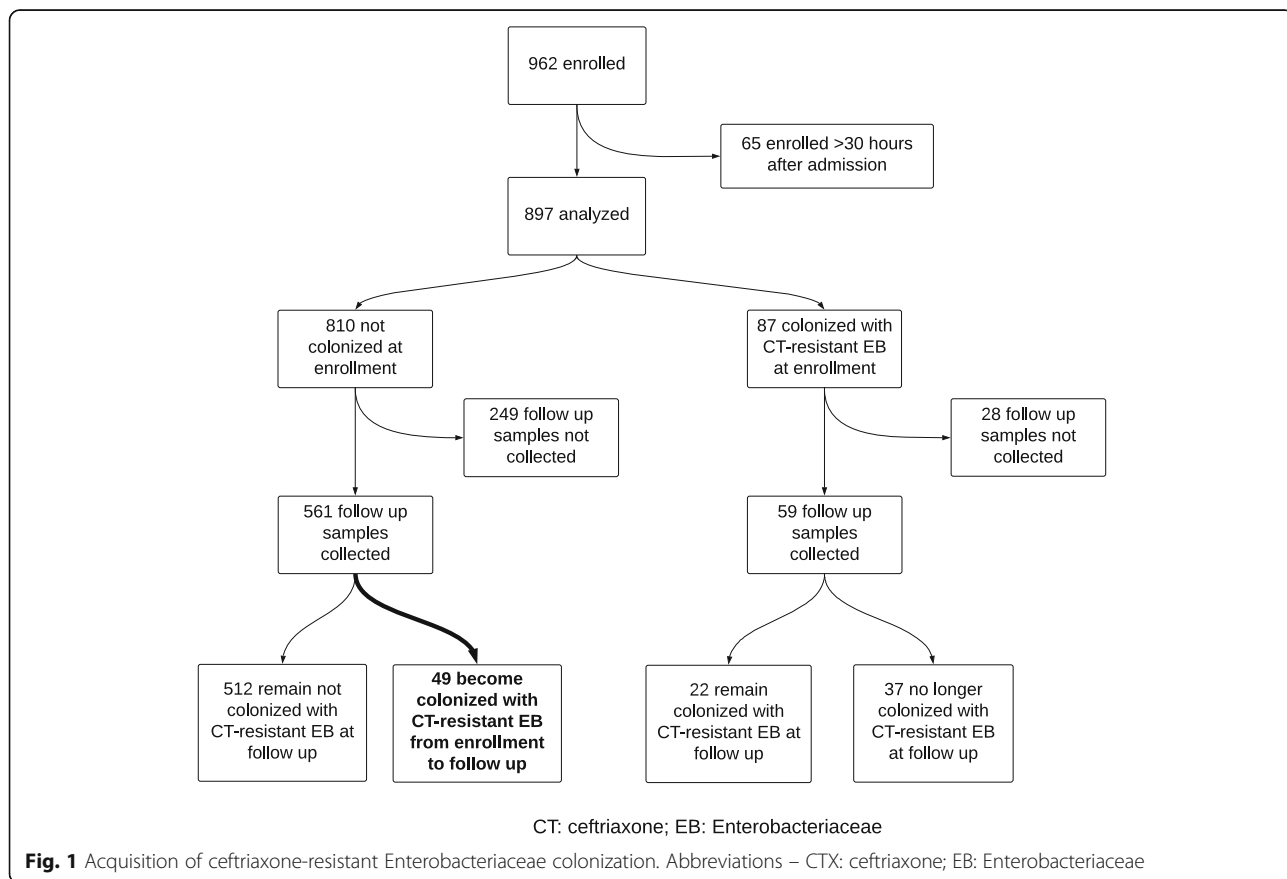 962 enrolled
65 enrolled >30 hours
after admission
897 analyzed
810 not
colonized at
enrollment
87 colonized with
CT-resistant EB
at enrollment
249 follow up
samples not
collected
28 follow up
samples not
collected
561 follow up
samples
collected
59 follow up
samples
collected
512 remain not
colonized with
CT-resistant EB at
follow up
49 become
colonized with
CT-resistant EB
from enrollment
to follow up
22 remain
colonized with
CT-resistant EB at
follow up
37 no longer
colonized with
CT-resistant EB
at follow up
CT: ceftriaxone; EB: Enterobacteriaceae
Fig. 1 Acquisition of ceftriaxone-resistant Enterobacteriaceae colonization. Abbreviations – CTX: ceftriaxone; EB: Enterobacteriaceae